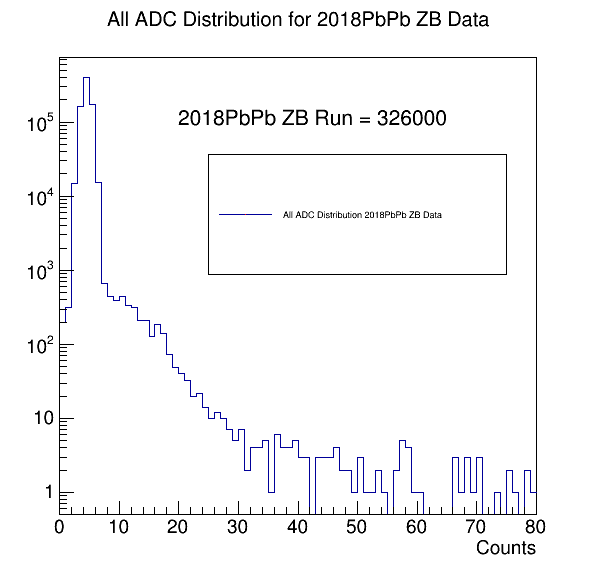 All ADC Distribution for 2018PbPb ZB Data
2018PbPb ZB Run = 326000
All ADC Distribution 2018PbPb ZB Data
10^5
10^4
10^3
10^2
10
1
0 10 20 30 40 50 60 70 80
Counts